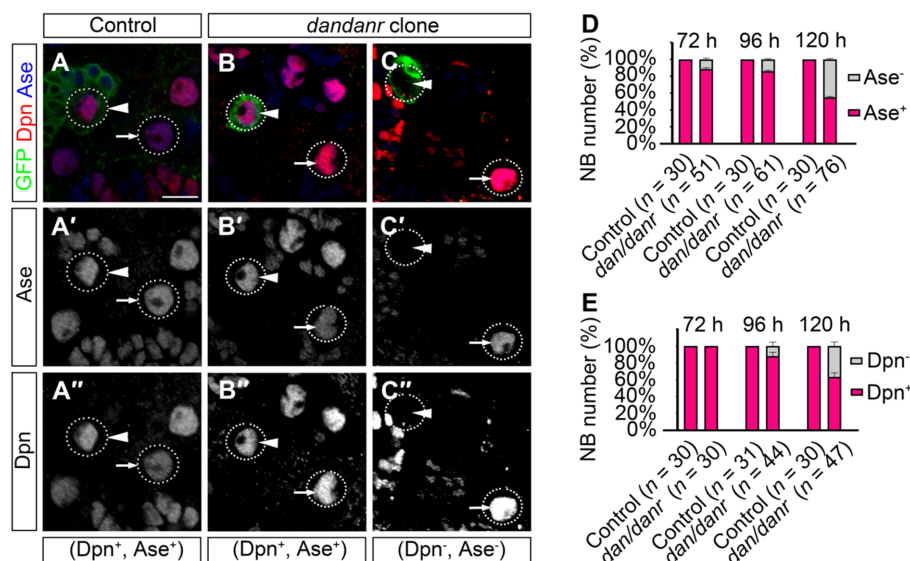 Control
dandanr clone
GFP Dpn Ase
A
B
C
Ase
A′
B′
C′
Dpn
A″
B″
C″
(Dpn⁺, Ase⁺)
(Dpn⁺, Ase⁺)
(Dpn⁻, Ase⁻)
D
72 h 96 h 120 h
NB number (%)
100%
80%
60%
40%
20%
0%
Ase⁻
Ase⁺
Control (n = 30)
dan/danr (n = 51)
Control (n = 30)
dan/danr (n = 61)
Control (n = 30)
dan/danr (n = 76)
E
72 h 96 h 120 h
NB number (%)
100%
80%
60%
40%
20%
0%
Dpn⁻
Dpn⁺
Control (n = 30)
dan/danr (n = 30)
Control (n = 31)
dan/danr (n = 44)
Control (n = 30)
dan/danr (n = 47)